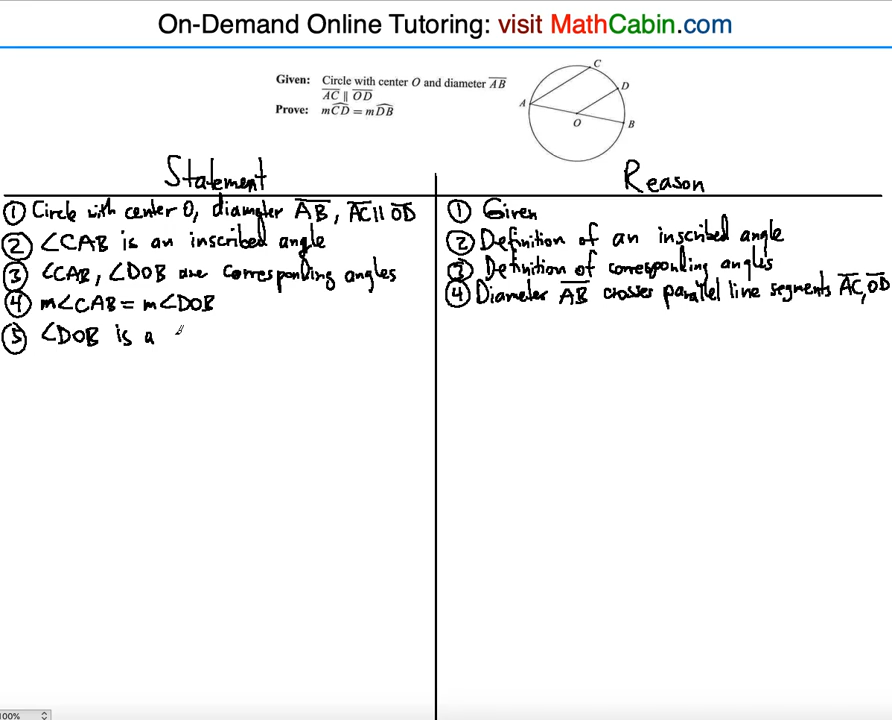 On-Demand Online Tutoring: visit MathCabin.com
Given: Circle with center O and diameter AB
AC || OD
Prove: mCD = mDB
C
D
A
O
B
Statement
Reason
① Circle with center O, diameter AB, AC || OD
① Given
② ∠CAB is an inscribed angle
② Definition of an inscribed angle
③ ∠CAB, ∠DOB are corresponding angles
③ Definition of corresponding angles
④ m∠CAB = m∠DOB
④ Diameter AB crosses parallel line segments AC, OD
⑤ ∠DOB is a
100%